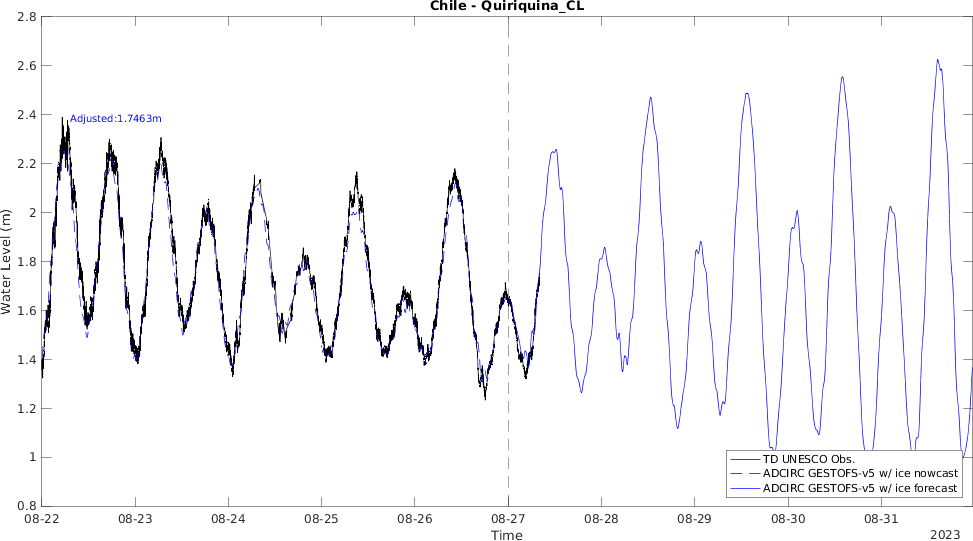 Chile - Quiriquina_CL
2.8
2.6
2.4
2.2
2
1.8
1.6
1.4
1.2
1
0.8
Water Level (m)
Adjusted:1.7463m
TD UNESCO Obs.
ADCIRC GESTOFS-v5 w/ ice nowcast
ADCIRC GESTOFS-v5 w/ ice forecast
08-22 08-23 08-24 08-25 08-26 08-27 08-28 08-29 08-30 08-31
Time
2023